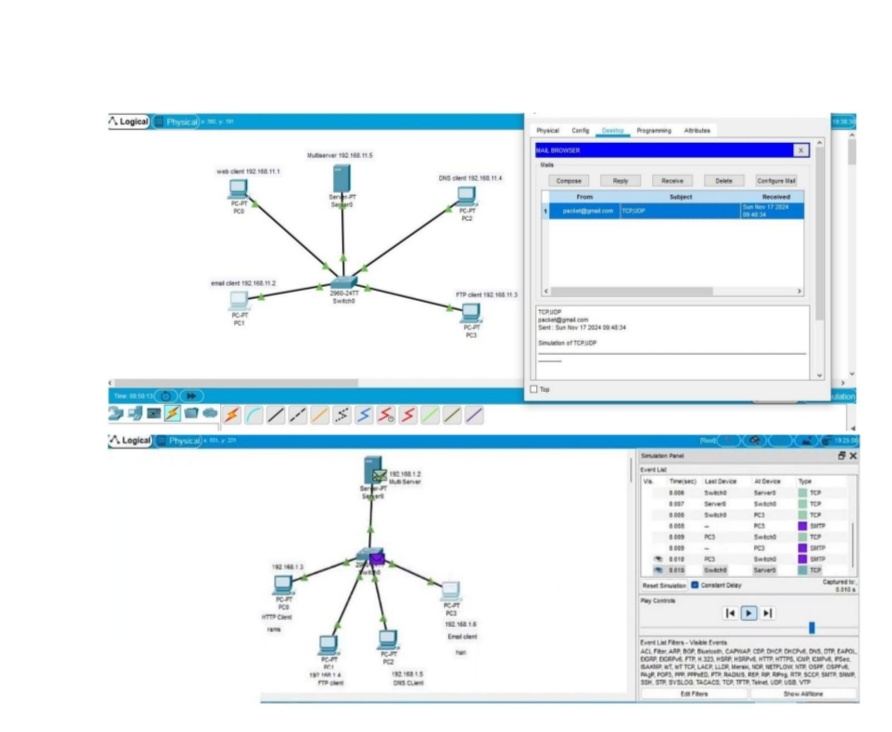 Logical Physical
Multiserver 192.168.11.5
web client 192.168.11.1
DNS client 192.168.11.4
PC-PT
PC0
Server-PT
Server0
PC-PT
PC2
email client 192.168.11.2
FTP client 192.168.11.3
2960-24TT
Switch0
PC-PT
PC1
PC-PT
PC3
Physical Config Desktop Programming Attributes
MAIL BROWSER X
Mails
Compose Reply Receive Delete Configure Mail
From Subject Received
1 packet@gmail.com TCP,UDP Sun Nov 17 2024
09:48:34
TCP,UDP
packet@gmail.com
Sent : Sun Nov 17 2024 09:48:34
Simulation of TCP,UDP
Top
Logical Physical
[Root]
192.168.1.2
Multi Server
Server-PT
Server0
Switch0
192.168.1.3
PC-PT
PC0
HTTP Client
PC-PT
PC3
192.168.1.6
Email client
hari
PC-PT
PC1
FTP client
PC-PT
PC2
192.168.1.5
DNS CLient
Simulation Panel
Event List
Vis. Time(sec) Last Device At Device Type
0.006 Switch0 Server0 TCP
0.007 Server0 Switch0 TCP
0.008 Switch0 PC3 TCP
0.008 -- PC3 SMTP
0.009 PC3 Switch0 TCP
0.009 -- PC3 SMTP
0.010 PC3 Switch0 SMTP
0.010 Switch0 Server0 TCP
Reset Simulation Constant Delay Captured to:
0.010 s
Play Controls
Event List Filters - Visible Events
ACL Filter, ARP, BGP, Bluetooth, CAPWAP, CDP, DHCP, DHCPv6, DNS, DTP, EAPOL,
EIGRP, EIGRPv6, FTP, H.323, HSRP, HSRPv6, HTTP, HTTPS, ICMP, ICMPv6, IPSec,
ISAKMP, IoT, IoT TCP, LACP, LLDP, Meraki, NDP, NETFLOW, NTP, OSPF, OSPFv6,
PAgP, POP3, PPP, PPPoED, PTP, RADIUS, REP, RIP, RIPng, RTP, SCCP, SMTP, SNMP,
SSH, STP, SYSLOG, TACACS, TCP, TFTP, Telnet, UDP, USB, VTP
Edit Filters Show All/None